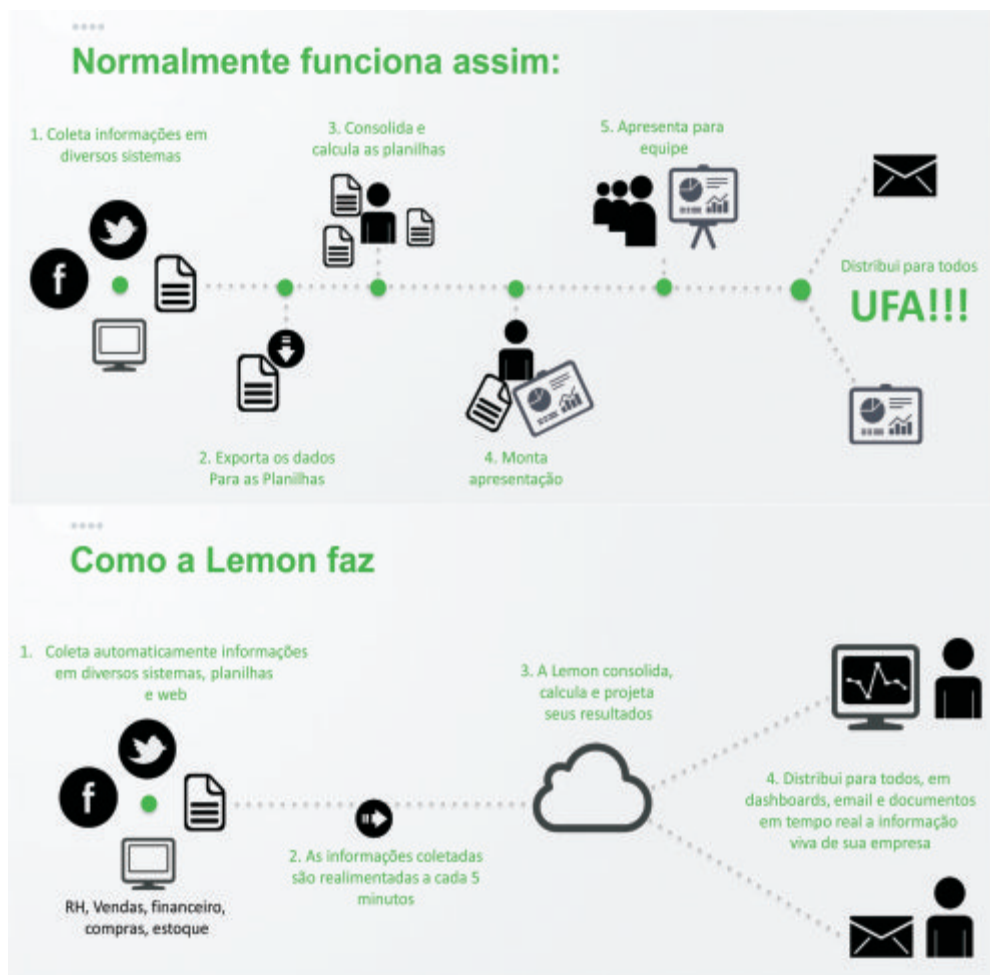 Normalmente funciona assim:
1. Coleta informações em
diversos sistemas
3. Consolida e
calcula as planilhas
5. Apresenta para
equipe
Distribui para todos
UFA!!!
2. Exporta os dados
Para as Planilhas
4. Monta
apresentação
Como a Lemon faz
1. Coleta automaticamente informações
em diversos sistemas, planilhas
e web
3. A Lemon consolida,
calcula e projeta
seus resultados
4. Distribui para todos, em
dashboards, email e documentos
em tempo real a informação
viva de sua empresa
2. As informações coletadas
são realimentadas a cada 5
minutos
RH, Vendas, financeiro,
compras, estoque